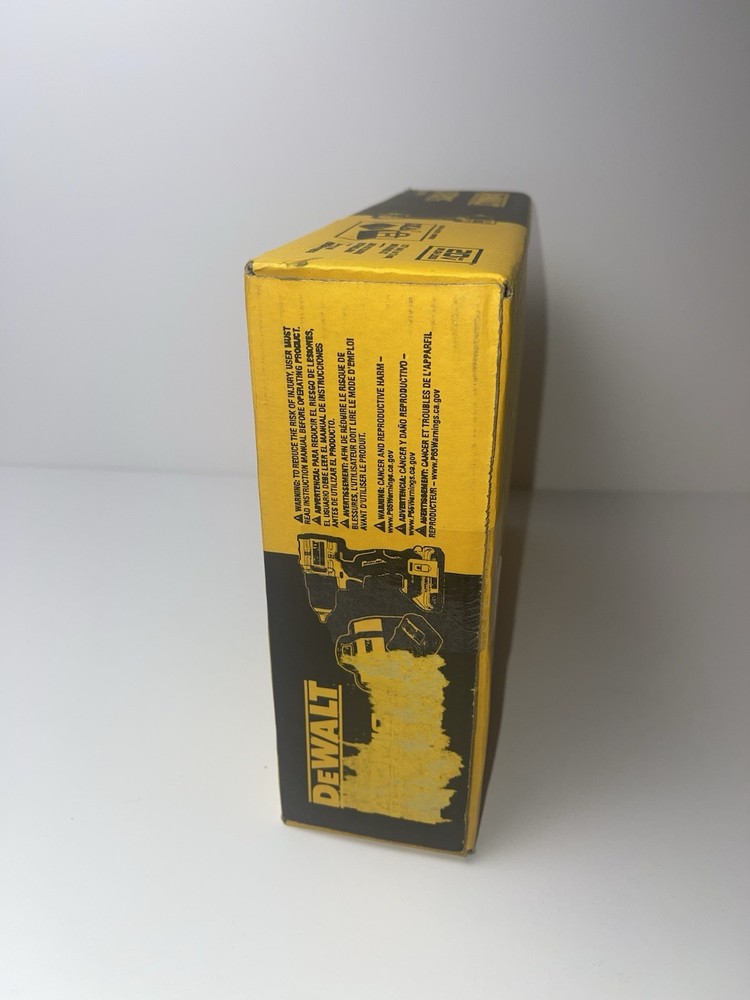 WARNING: TO REDUCE THE RISK OF INJURY, USER MUST
READ INSTRUCTION MANUAL BEFORE OPERATING PRODUCT.
ADVERTENCIA: PARA REDUCIR EL RIESGO DE LESIONES,
EL USUARIO DEBE LEER EL MANUAL DE INSTRUCCIONES
ANTES DE UTILIZAR EL PRODUCTO.
AVERTISSEMENT: AFIN DE RÉDUIRE LE RISQUE DE
BLESSURES, L'UTILISATEUR DOIT LIRE LE MODE D'EMPLOI
AVANT D'UTILISER LE PRODUIT.
WARNING: CANCER AND REPRODUCTIVE HARM –
www.P65Warnings.ca.gov
ADVERTENCIA: CÁNCER Y DAÑO REPRODUCTIVO –
www.P65Warnings.ca.gov
AVERTISSEMENT: CANCER ET TROUBLES DE L'APPAREIL
REPRODUCTEUR – www.P65Warnings.ca.gov
DEWALT
20V